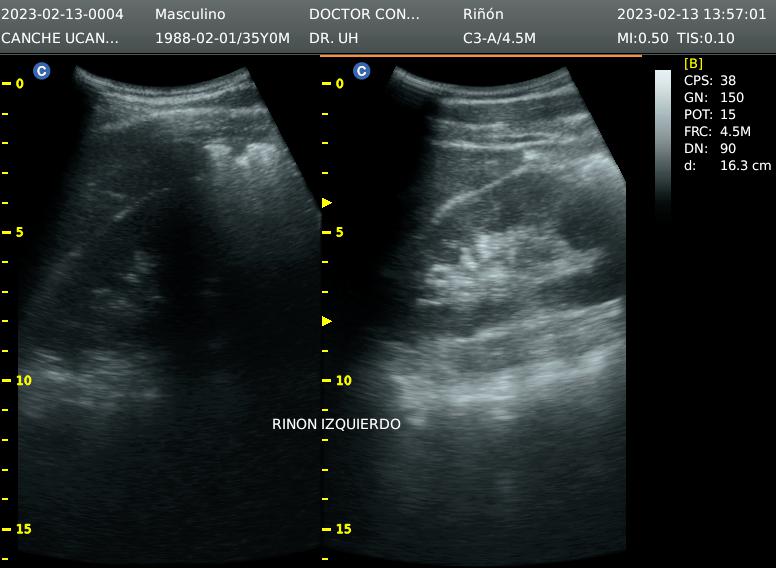 2023-02-13-0004 Masculino DOCTOR CON... Riñón 2023-02-13 13:57:01
CANCHE UCAN... 1988-02-01/35Y0M DR. UH C3-A/4.5M MI:0.50 TIS:0.10
C C
[B]
CPS: 38
GN: 150
POT: 15
FRC: 4.5M
DN: 90
d: 16.3 cm
0 0
5 5
10 10
RINON IZQUIERDO
15 15